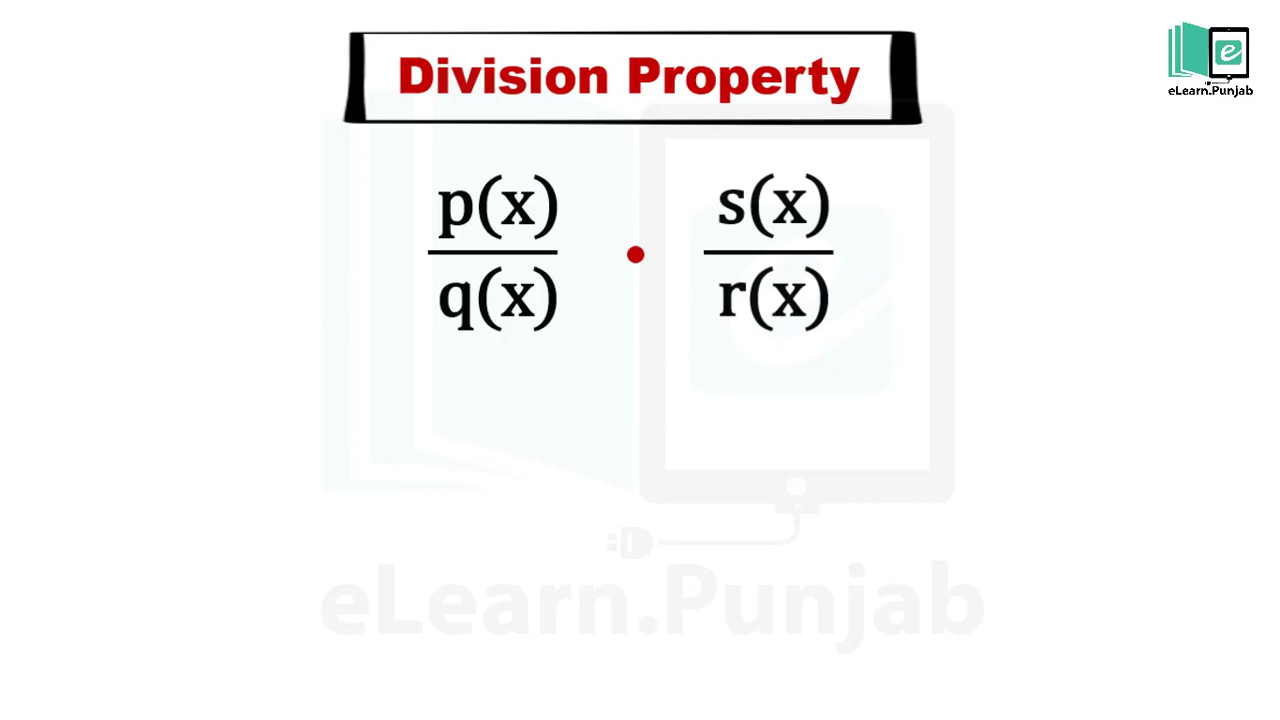 Division Property
eLearn.Punjab
p(x) / q(x) • s(x) / r(x)
eLearn.Punjab